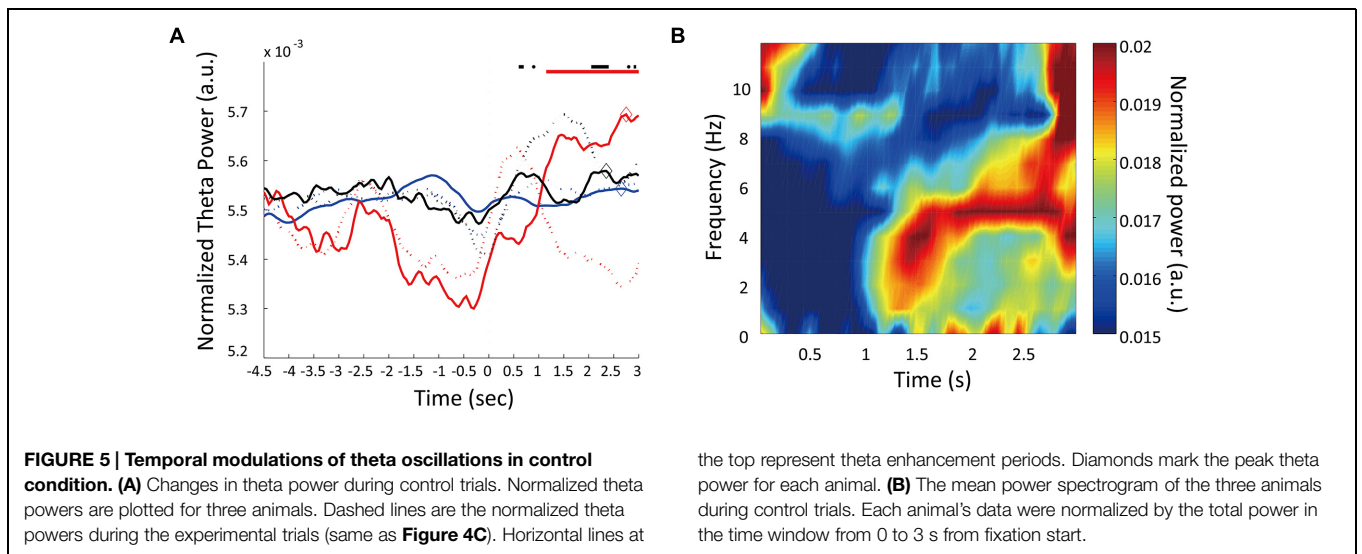 A
x 10 -3
Normalized Theta Power (a.u.)
5.7
5.6
5.5
5.4
5.3
5.2
-4.5 -4 -3.5 -3 -2.5 -2 -1.5 -1 -0.5 0 0.5 1 1.5 2 2.5 3
Time (sec)
B
Frequency (Hz)
10
8
6
4
2
0
0.5 1 1.5 2 2.5
Time (s)
0.02
0.019
0.018
0.017
0.016
0.015
Normalized power (a.u.)
FIGURE 5 | Temporal modulations of theta oscillations in control
condition. (A) Changes in theta power during control trials. Normalized theta
powers are plotted for three animals. Dashed lines are the normalized theta
powers during the experimental trials (same as Figure 4C). Horizontal lines at
the top represent theta enhancement periods. Diamonds mark the peak theta
power for each animal. (B) The mean power spectrogram of the three animals
during control trials. Each animal's data were normalized by the total power in
the time window from 0 to 3 s from fixation start.